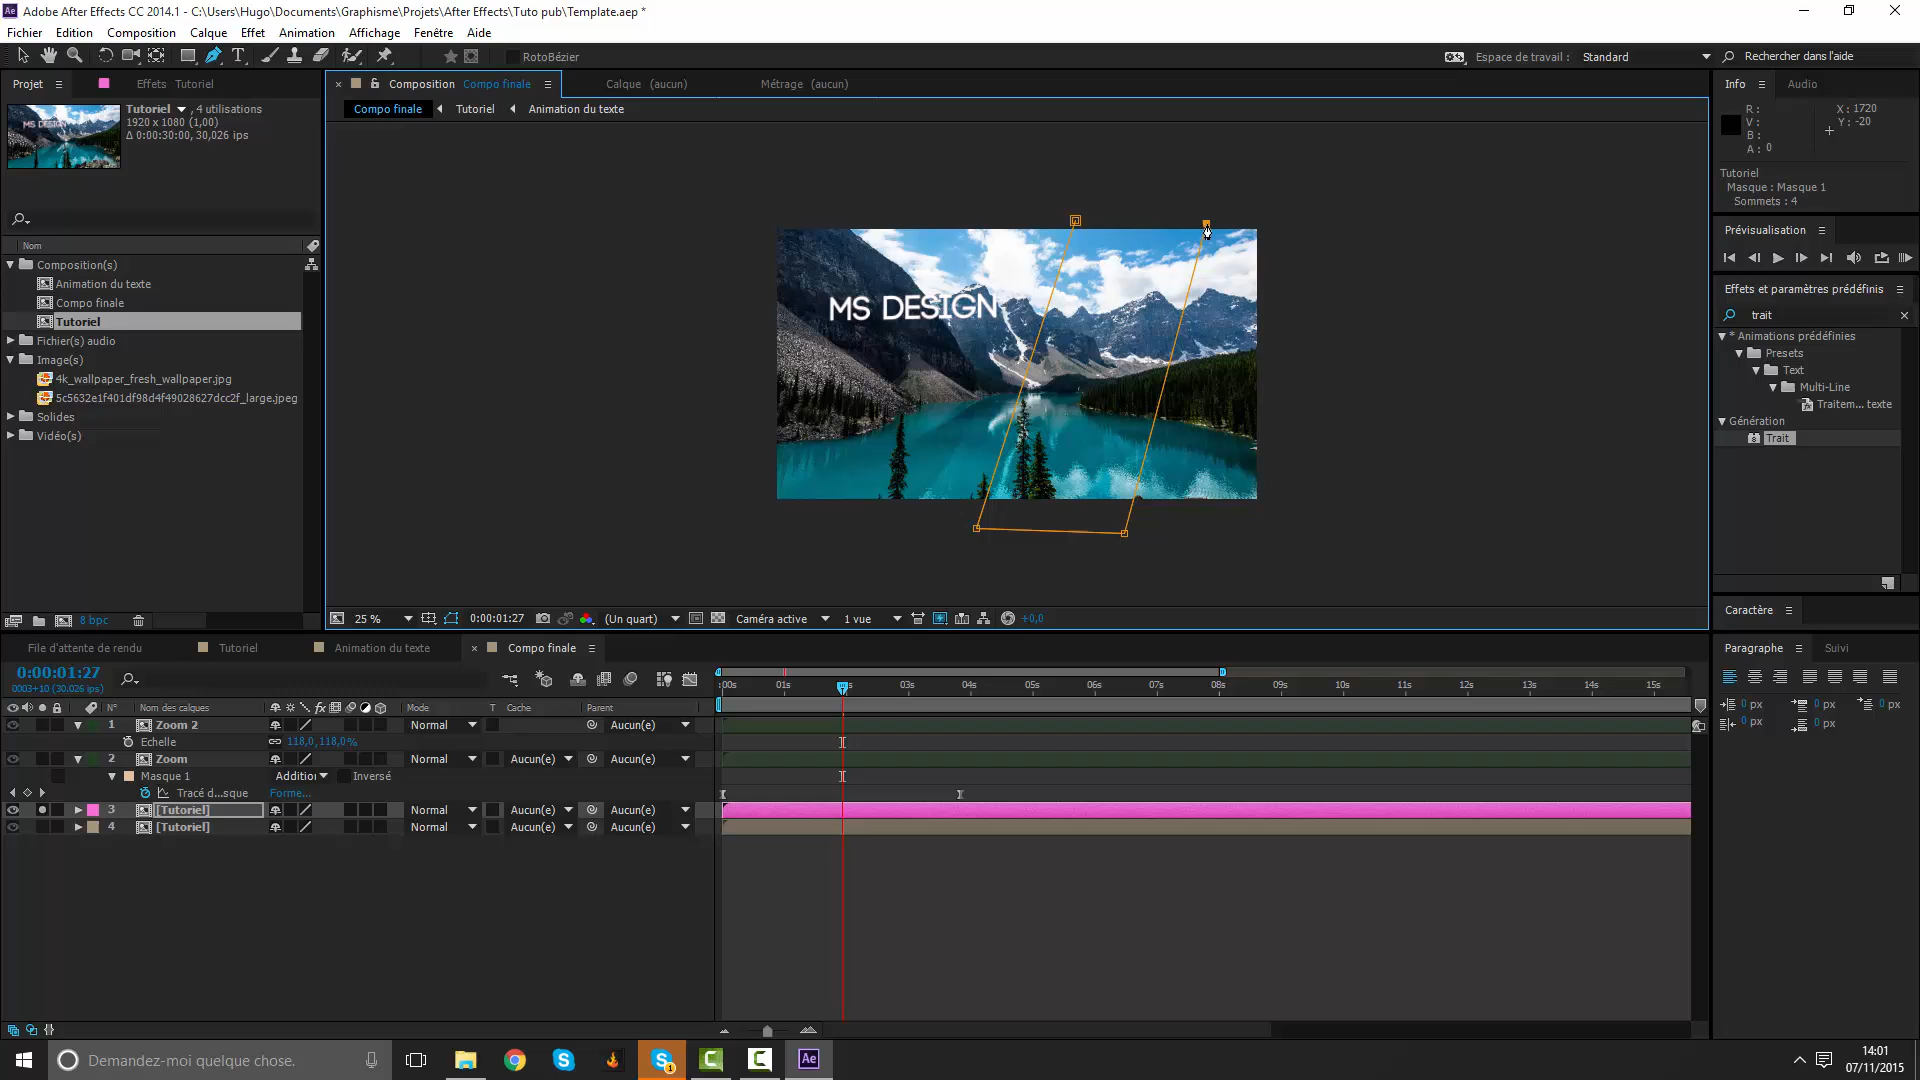 Adobe After Effects CC 2014.1 - C:\Users\Hugo\Documents\Graphisme\Projets\After Effects\Tuto pub\Template.aep *
Fichier Edition Composition Calque Effet Animation Affichage Fenêtre Aide
RotoBézier
Espace de travail : Standard
Rechercher dans l'aide
Projet
Effets Tutoriel
Tutoriel , 4 utilisations
1920 x 1080 (1,00)
Δ 0:00:30:00, 30,026 ips
Nom
Composition(s)
Animation du texte
Compo finale
Tutoriel
Fichier(s) audio
Image(s)
4k_wallpaper_fresh_wallpaper.jpg
5c5632e1f401df98d4f49028627dcc2f_large.jpeg
Solides
Vidéo(s)
8 bpc
Composition Compo finale
Calque (aucun)
Métrage (aucun)
Compo finale Tutoriel Animation du texte
MS DESIGN
25 % 0:00:01:27 (Un quart) Caméra active 1 vue +0,0
Info Audio
R :
V :
B :
A : 0
X : 1720
Y : -20
Tutoriel
Masque : Masque 1
Sommets : 4
Prévisualisation
Effets et paramètres prédéfinis
trait
* Animations prédéfinies
Presets
Text
Multi-Line
Traitem... texte
Génération
Trait
Caractère
Paragraphe Suivi
0 px 0 px 0 px
0 px 0 px
File d'attente de rendu Tutoriel Animation du texte Compo finale
0:00:01:27
0003+10 (30.026 ips)
:00s 01s 03s 04s 05s 06s 07s 08s 09s 10s 11s 12s 13s 14s 15s
N° Nom des calques Mode T Cache Parent
1 Zoom 2 Normal Aucun(e)
Echelle 118,0,118,0%
2 Zoom Normal Aucun(e) Aucun(e)
Masque 1 Addition Inversé
Tracé d...sque Forme...
3 [Tutoriel] Normal Aucun(e) Aucun(e)
4 [Tutoriel] Normal Aucun(e) Aucun(e)
Demandez-moi quelque chose.
14:01
07/11/2015